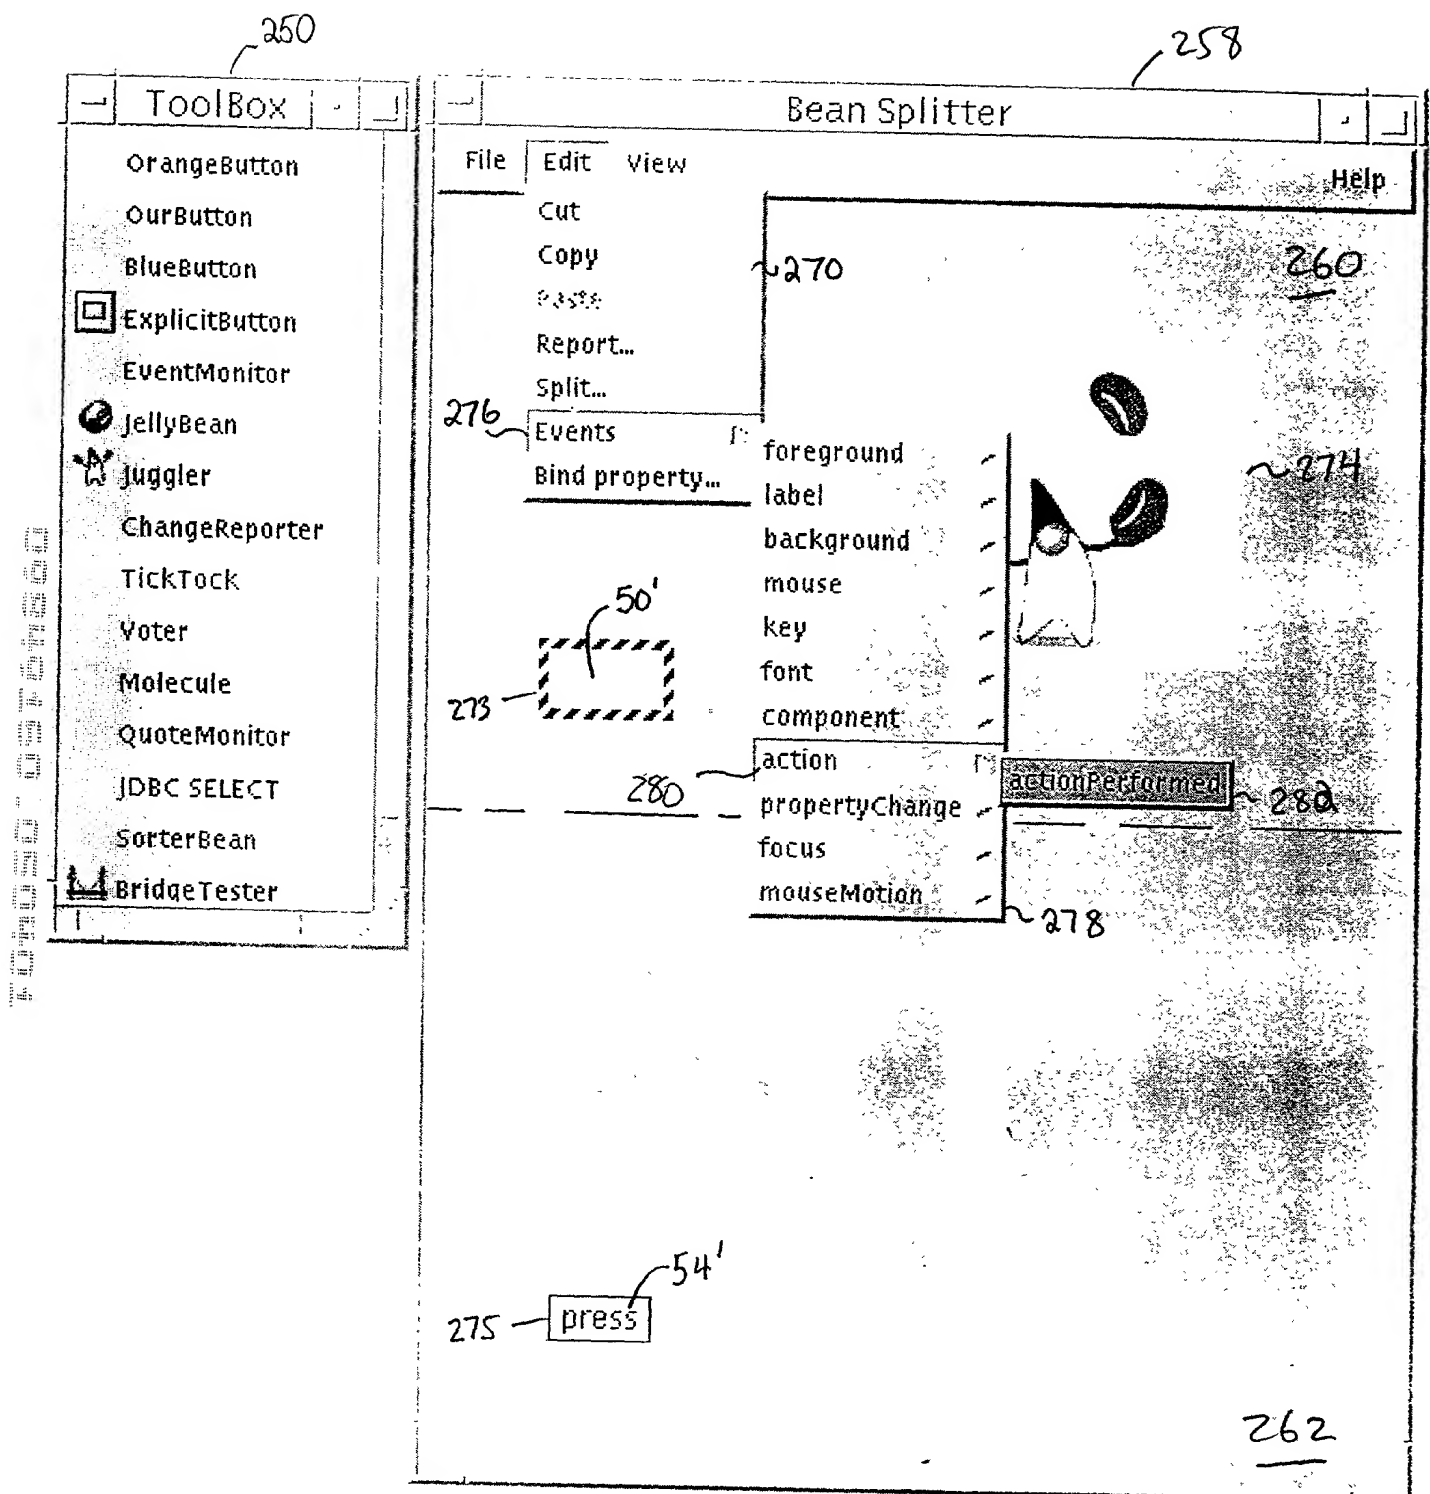 250
258
ToolBox
OrangeButton
OurButton
BlueButton
ExplicitButton
EventMonitor
JellyBean
Juggler
ChangeReporter
TickTock
Voter
Molecule
QuoteMonitor
JDBC SELECT
SorterBean
BridgeTester
Bean Splitter
File Edit View Help
Cut
Copy
Paste
Report...
Split...
Events
Bind property...
270
260
276
274
foreground
label
background
mouse
key
font
component
action
propertyChange
focus
mouseMotion
actionPerformed
50'
273
280
282
278
54'
275
press
262